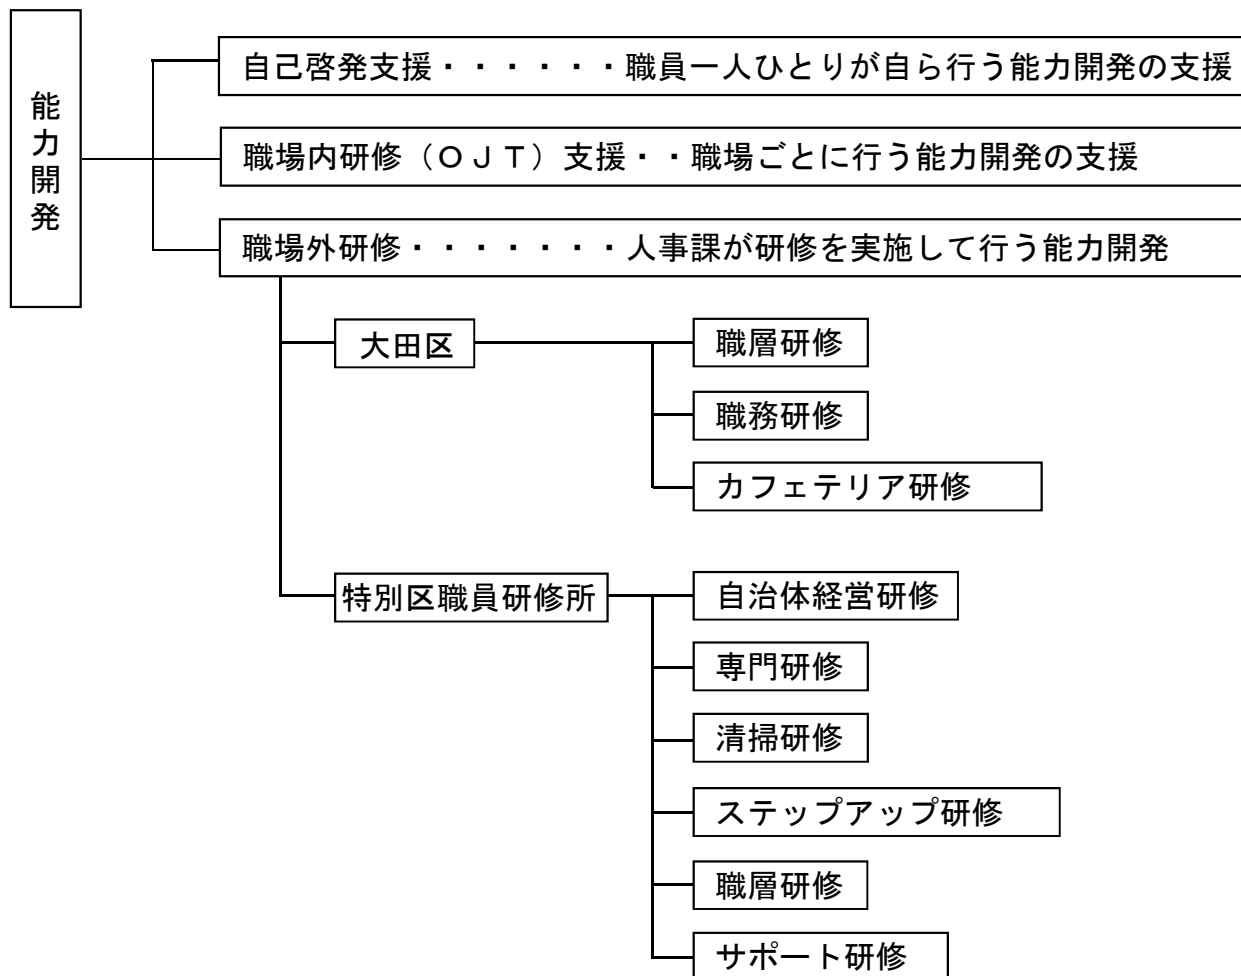 能力開発
自己啓発支援・・・・・・職員一人ひとりが自ら行う能力開発の支援
職場内研修（ＯＪＴ）支援・・職場ごとに行う能力開発の支援
職場外研修・・・・・・・人事課が研修を実施して行う能力開発
大田区
職層研修
職務研修
カフェテリア研修
特別区職員研修所
自治体経営研修
専門研修
清掃研修
ステップアップ研修
職層研修
サポート研修